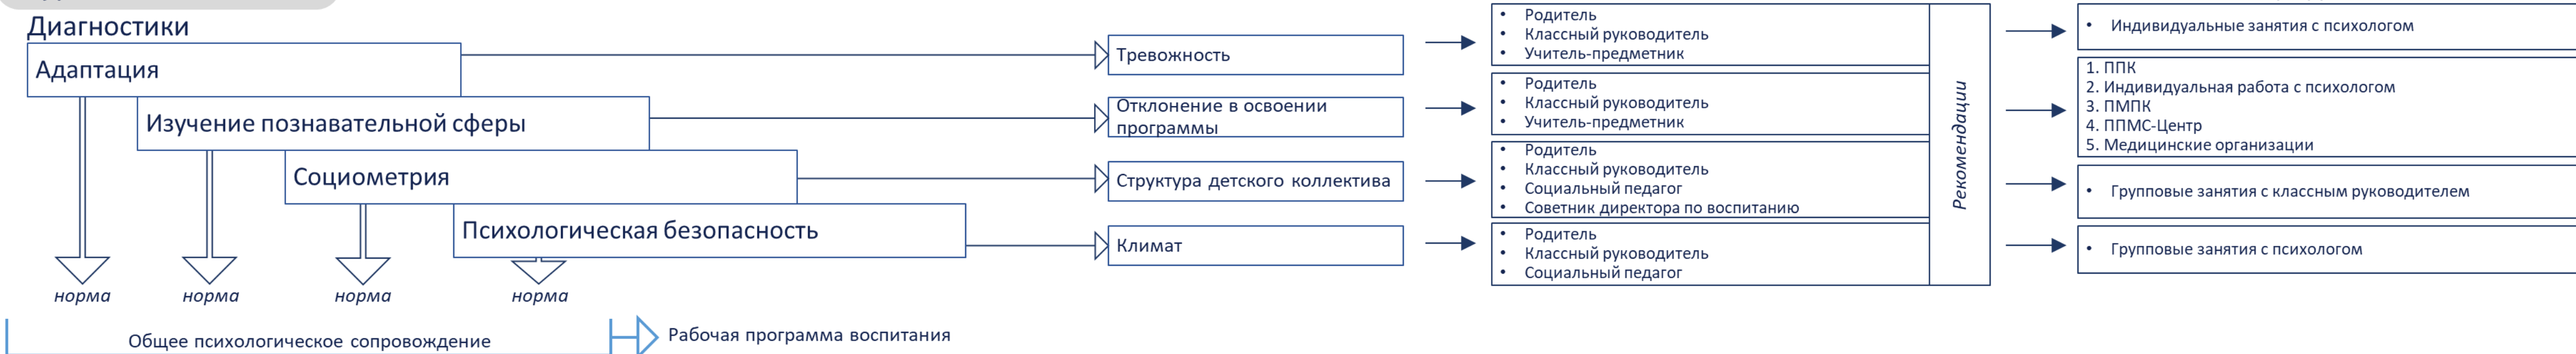 Диагностики
Адаптация
Изучение познавательной сферы
Социометрия
Психологическая безопасность
норма
норма
норма
норма
Общее психологическое сопровождение
Рабочая программа воспитания
Тревожность
Отклонение в освоении
программы
Структура детского коллектива
Климат
• Родитель
• Классный руководитель
• Учитель-предметник
• Родитель
• Классный руководитель
• Учитель-предметник
• Родитель
• Классный руководитель
• Социальный педагог
• Советник директора по воспитанию
• Родитель
• Классный руководитель
• Социальный педагог
Рекомендации
• Индивидуальные занятия с психологом
1. ППК
2. Индивидуальная работа с психологом
3. ПМПК
4. ППМС-Центр
5. Медицинские организации
• Групповые занятия с классным руководителем
• Групповые занятия с психологом